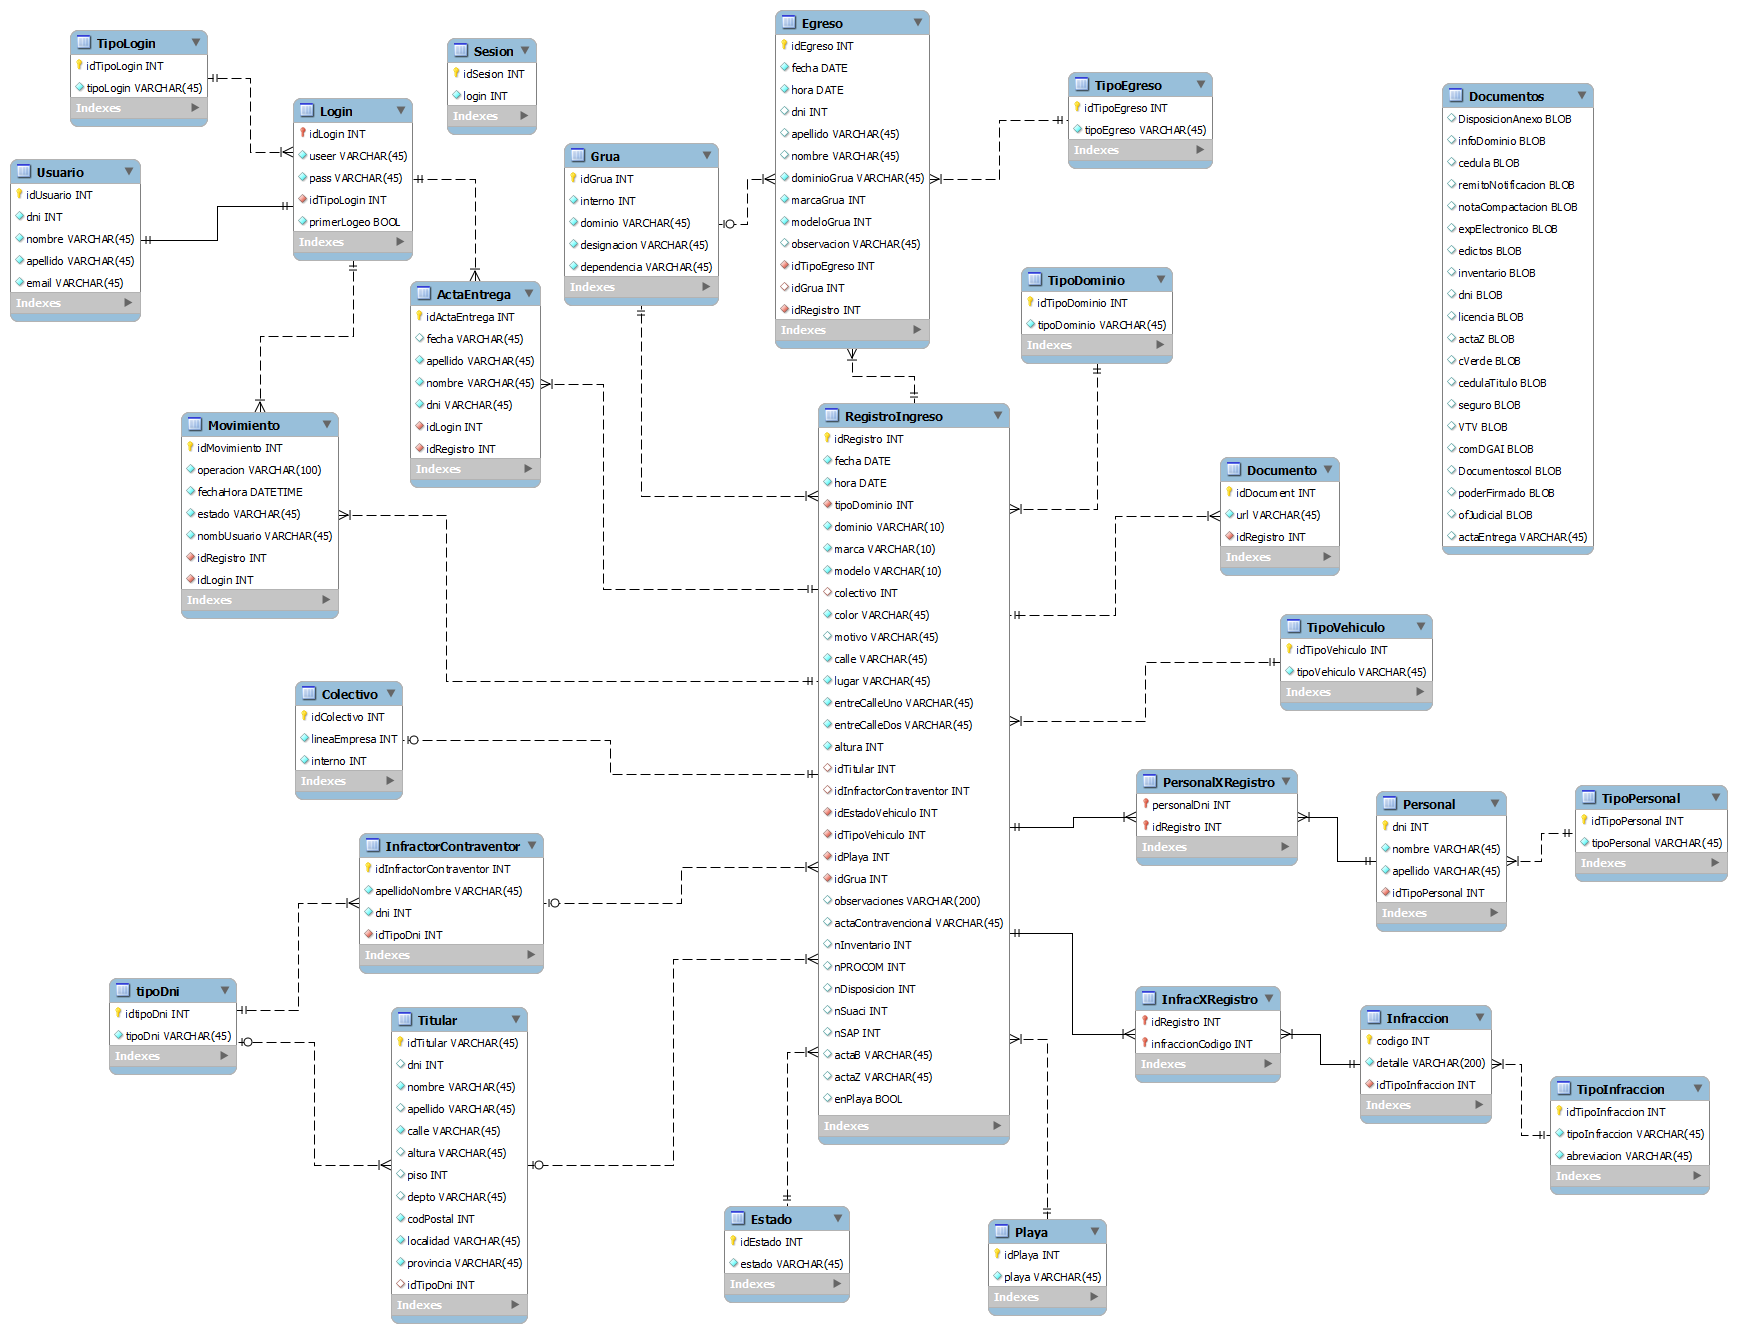 TipoLogin
idTipoLogin INT
tipoLogin VARCHAR(45)
Indexes
Sesion
idSesion INT
login INT
Indexes
Login
idLogin INT
useer VARCHAR(45)
pass VARCHAR(45)
idTipoLogin INT
primerLogeo BOOL
Indexes
Usuario
idUsuario INT
dni INT
nombre VARCHAR(45)
apellido VARCHAR(45)
email VARCHAR(45)
Indexes
Egreso
idEgreso INT
fecha DATE
hora DATE
dni INT
apellido VARCHAR(45)
nombre VARCHAR(45)
dominioGrua VARCHAR(45)
marcaGrua INT
modeloGrua INT
observacion VARCHAR(45)
idTipoEgreso INT
idGrua INT
idRegistro INT
Indexes
TipoEgreso
idTipoEgreso INT
tipoEgreso VARCHAR(45)
Indexes
Documentos
DisposicionAnexo BLOB
infoDominio BLOB
cedula BLOB
remitoNotificacion BLOB
notaCompactacion BLOB
expElectronico BLOB
edictos BLOB
inventario BLOB
dni BLOB
licencia BLOB
actaZ BLOB
cVerde BLOB
cedulaTitulo BLOB
seguro BLOB
VTV BLOB
comDGAI BLOB
Documentoscol BLOB
poderFirmado BLOB
ofJudicial BLOB
actaEntrega VARCHAR(45)
Indexes
Grua
idGrua INT
interno INT
dominio VARCHAR(45)
designacion VARCHAR(45)
dependencia VARCHAR(45)
Indexes
ActaEntrega
idActaEntrega INT
fecha VARCHAR(45)
apellido VARCHAR(45)
nombre VARCHAR(45)
dni VARCHAR(45)
idLogin INT
idRegistro INT
Indexes
TipoDominio
idTipoDominio INT
tipoDominio VARCHAR(45)
Indexes
Movimiento
idMovimiento INT
operacion VARCHAR(100)
fechaHora DATETIME
estado VARCHAR(45)
nombUsuario VARCHAR(45)
idRegistro INT
idLogin INT
Indexes
RegistroIngreso
idRegistro INT
fecha DATE
hora DATE
tipoDominio INT
dominio VARCHAR(10)
marca VARCHAR(10)
modelo VARCHAR(10)
colectivo INT
color VARCHAR(45)
motivo VARCHAR(45)
calle VARCHAR(45)
lugar VARCHAR(45)
entreCalleUno VARCHAR(45)
entreCalleDos VARCHAR(45)
altura INT
idTitular INT
idInfractorContraventor INT
idEstadoVehiculo INT
idTipoVehiculo INT
idPlaya INT
idGrua INT
observaciones VARCHAR(200)
actaContravencional VARCHAR(45)
nInventario INT
nPROCOM INT
nDisposicion INT
nSuaci INT
nSAP INT
actaB VARCHAR(45)
actaZ VARCHAR(45)
enPlaya BOOL
Indexes
Documento
idDocument INT
url VARCHAR(45)
idRegistro INT
Indexes
TipoVehiculo
idTipoVehiculo INT
tipoVehiculo VARCHAR(45)
Indexes
Colectivo
idColectivo INT
lineaEmpresa INT
interno INT
Indexes
PersonalXRegistro
personalDni INT
idRegistro INT
Indexes
Personal
dni INT
nombre VARCHAR(45)
apellido VARCHAR(45)
idTipoPersonal INT
Indexes
TipoPersonal
idTipoPersonal INT
tipoPersonal VARCHAR(45)
Indexes
InfractorContraventor
idInfractorContraventor INT
apellidoNombre VARCHAR(45)
dni INT
idTipoDni INT
Indexes
tipoDni
idtipoDni INT
tipoDni VARCHAR(45)
Indexes
Titular
idTitular VARCHAR(45)
dni INT
nombre VARCHAR(45)
apellido VARCHAR(45)
calle VARCHAR(45)
altura VARCHAR(45)
piso INT
depto VARCHAR(45)
codPostal INT
localidad VARCHAR(45)
provincia VARCHAR(45)
idTipoDni INT
Indexes
InfracXRegistro
idRegistro INT
infraccionCodigo INT
Indexes
Infraccion
codigo INT
detalle VARCHAR(200)
idTipoInfraccion INT
Indexes
TipoInfraccion
idTipoInfraccion INT
tipoInfraccion VARCHAR(45)
abreviacion VARCHAR(45)
Indexes
Estado
idEstado INT
estado VARCHAR(45)
Indexes
Playa
idPlaya INT
playa VARCHAR(45)
Indexes